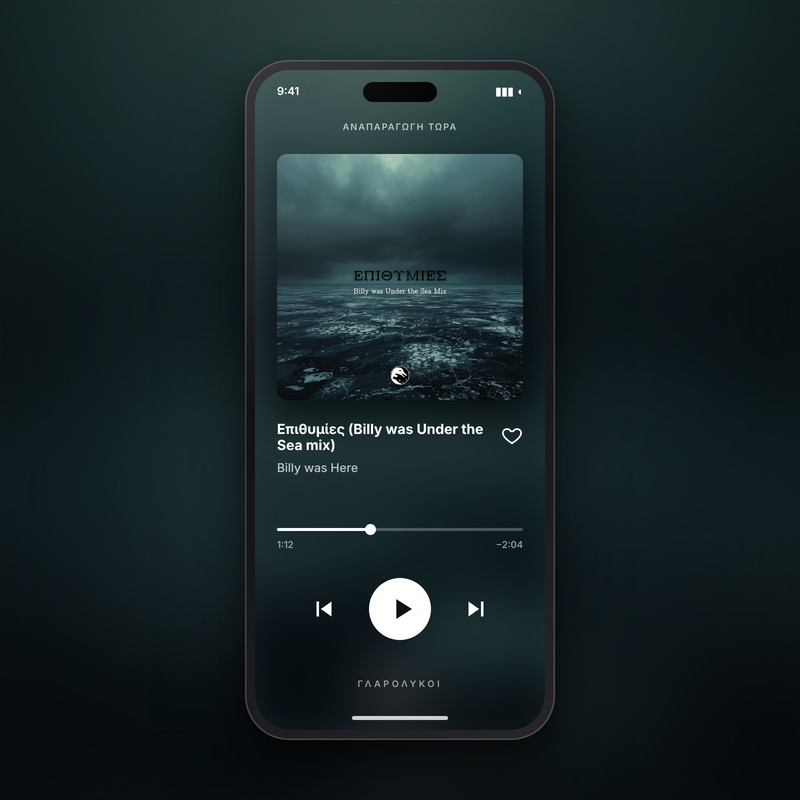 9:41
ΑΝΑΠΑΡΑΓΩΓΗ ΤΩΡΑ
ΕΠΙΘΥΜΙΕΣ
Billy was Under the Sea Mix
Επιθυμίες (Billy was Under the
Sea mix)
Billy was Here
1:12
−2:04
ΓΛΑΡΟΛΥΚΟΙ